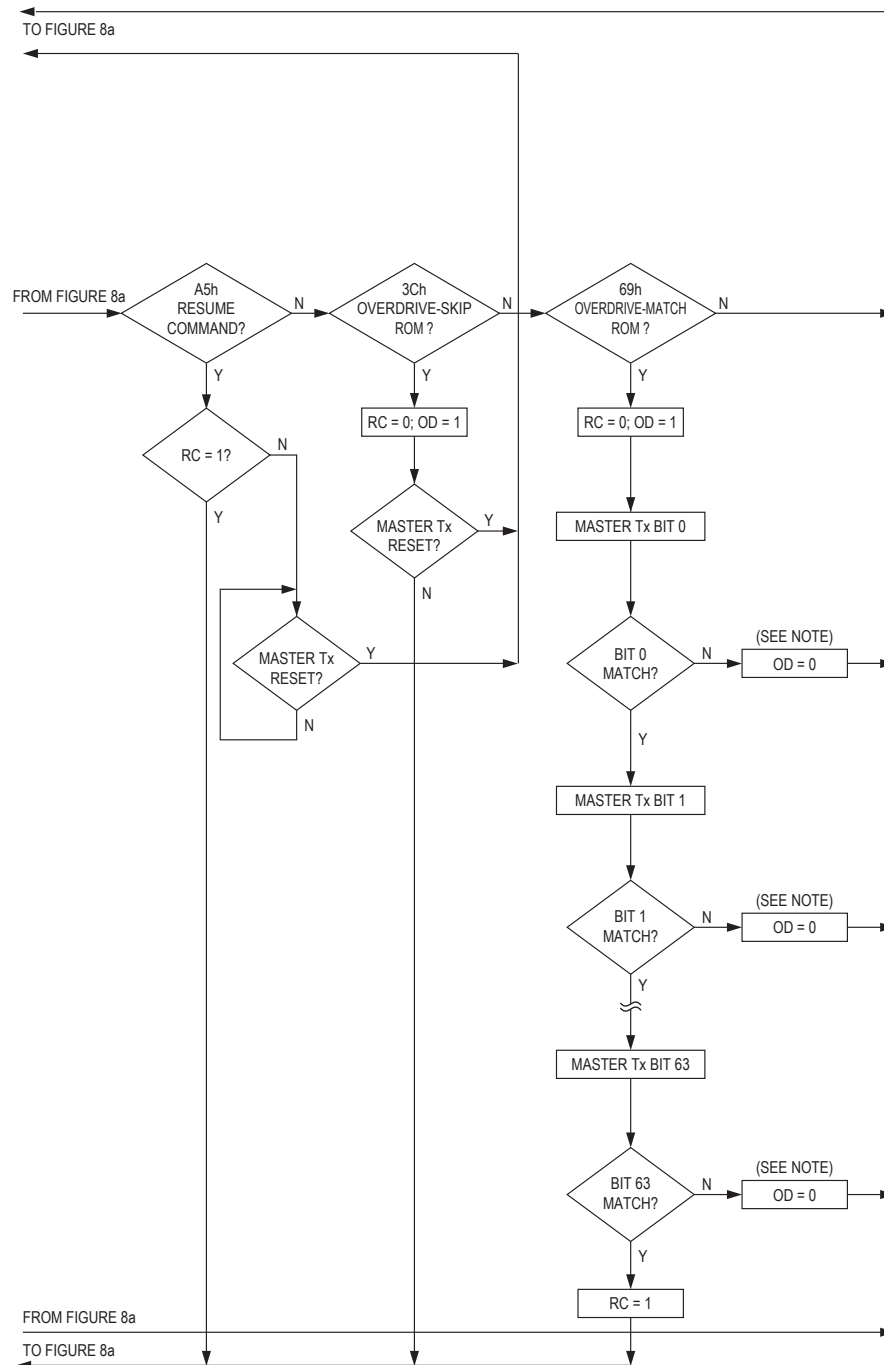 TO FIGURE 8a
FROM FIGURE 8a
A5h
RESUME
COMMAND?
N
3Ch
OVERDRIVE-SKIP
ROM ?
N
69h
OVERDRIVE-MATCH
ROM ?
N
Y
Y
Y
RC = 1?
N
Y
RC = 0; OD = 1
RC = 0; OD = 1
MASTER Tx
RESET?
Y
N
MASTER Tx BIT 0
MASTER Tx
RESET?
Y
N
BIT 0
MATCH?
N
Y
(SEE NOTE)
OD = 0
MASTER Tx BIT 1
BIT 1
MATCH?
N
Y
(SEE NOTE)
OD = 0
MASTER Tx BIT 63
BIT 63
MATCH?
N
Y
(SEE NOTE)
OD = 0
RC = 1
FROM FIGURE 8a
TO FIGURE 8a